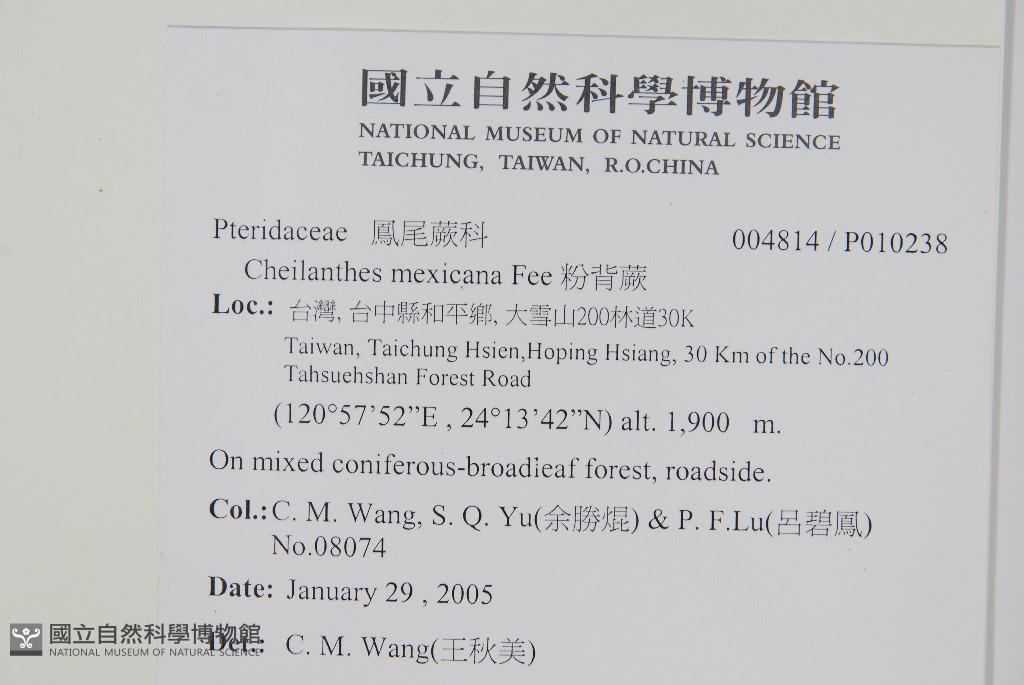 國立自然科學博物館
NATIONAL MUSEUM OF NATURAL SCIENCE
TAICHUNG, TAIWAN, R.O.CHINA
Pteridaceae 鳳尾蕨科 004814 / P010238
Cheilanthes mexicana Fee 粉背蕨
Loc.: 台灣, 台中縣和平鄉, 大雪山200林道30K
Taiwan, Taichung Hsien,Hoping Hsiang, 30 Km of the No.200
Tahsuehshan Forest Road
(120°57’52”E , 24°13’42”N) alt. 1,900 m.
On mixed coniferous-broadieaf forest, roadside.
Col.: C. M. Wang, S. Q. Yu(余勝焜) & P. F.Lu(呂碧鳳)
No.08074
Date: January 29 , 2005
Det.: C. M. Wang(王秋美)
國立自然科學博物館
NATIONAL MUSEUM OF NATURAL SCIENCE